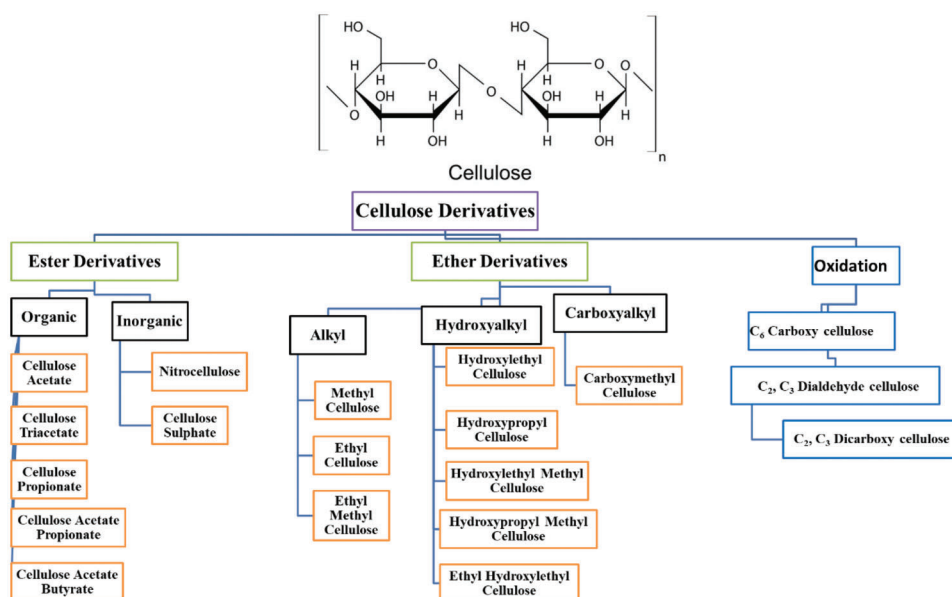 HO
HO
H
H
O
H
H
O
O
OH
H
O
OH
H
O
H
H
H
H
OH
H
OH
n
Cellulose
Cellulose Derivatives
Ester Derivatives
Ether Derivatives
Oxidation
Organic
Inorganic
Alkyl
Hydroxyalkyl
Carboxyalkyl
C₆ Carboxy cellulose
Cellulose
Acetate
Nitrocellulose
Hydroxylethyl
Cellulose
Carboxymethyl
Cellulose
C₂, C₃ Dialdehyde cellulose
Methyl
Cellulose
Cellulose
Triacetate
Cellulose
Sulphate
Hydroxypropyl
Cellulose
C₂, C₃ Dicarboxy cellulose
Ethyl
Cellulose
Cellulose
Propionate
Hydroxylethyl Methyl
Cellulose
Ethyl
Methyl
Cellulose
Cellulose Acetate
Propionate
Hydroxypropyl Methyl
Cellulose
Cellulose Acetate
Butyrate
Ethyl Hydroxylethyl
Cellulose